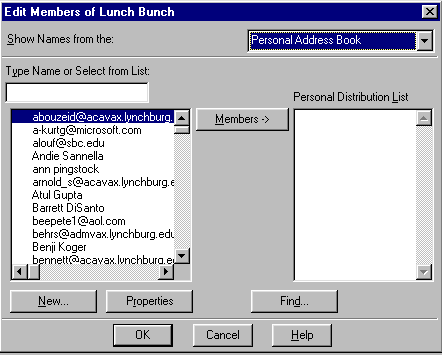 Edit Members of Lunch Bunch
Show Names from the: Personal Address Book
Type Name or Select from List:
Personal Distribution List
Members ->
abouzeid@acavax.lynchburg.
a-kurtg@microsoft.com
alouf@sbc.edu
Andie Sannella
ann pingstock
arnold_s@acavax.lynchburg.e
Atul Gupta
Barrett DiSanto
beepete1@aol.com
behrs@admvax.lynchburg.edu
Benji Koger
bennett@acavax.lynchburg.ed
New... Properties Find...
OK Cancel Help